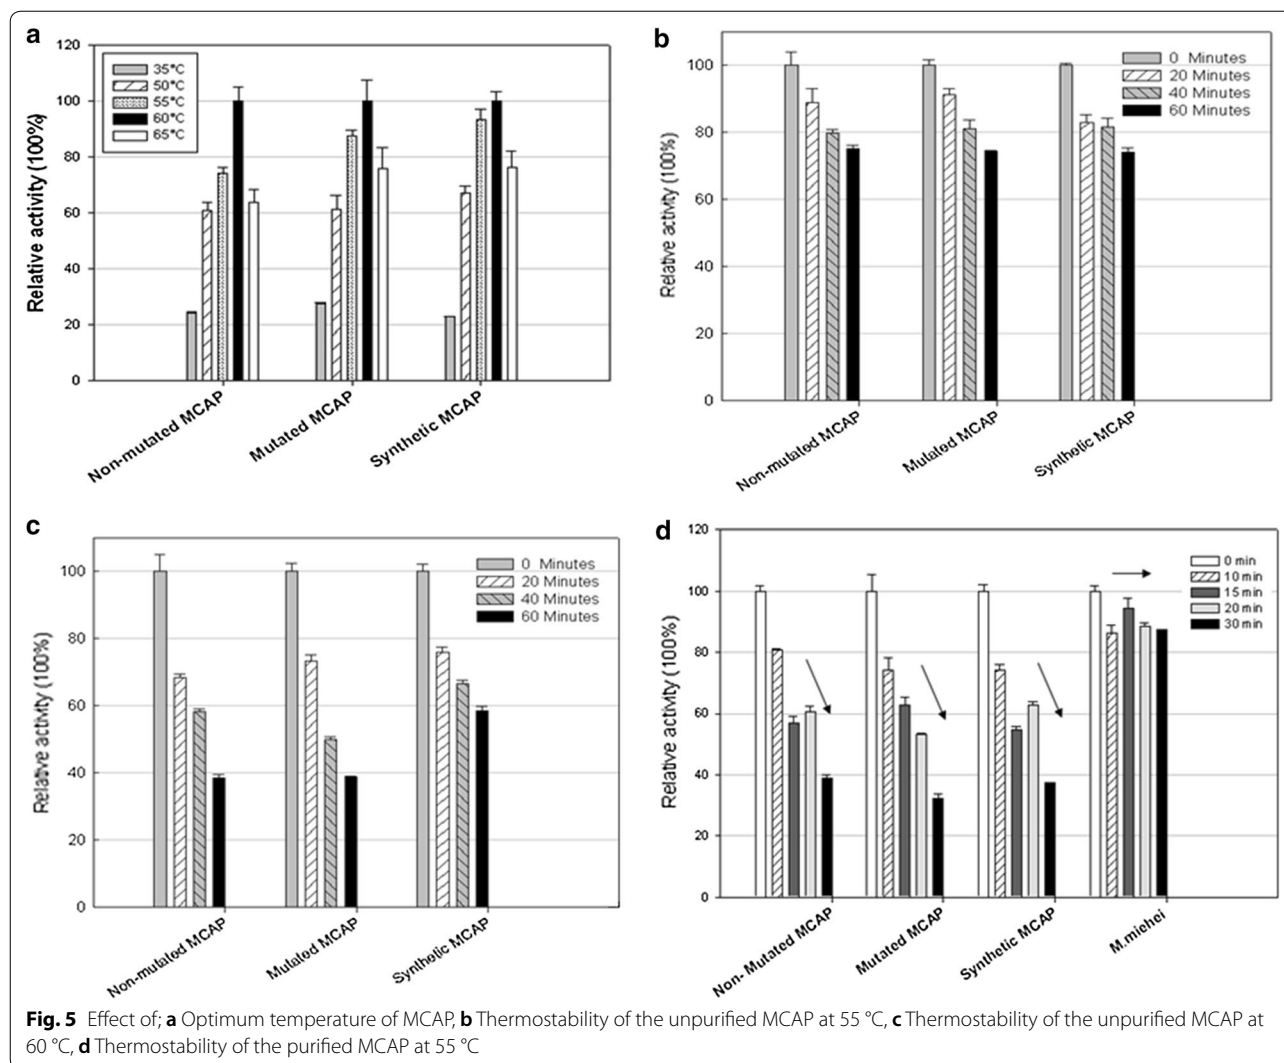 a
Relative activity (100%)
120
100
80
60
40
20
0
35°C
50°C
55°C
60°C
65°C
Non-mutated MCAP
Mutated MCAP
Synthetic MCAP
b
Relative activity (100%)
100
80
60
40
20
0
0 Minutes
20 Minutes
40 Minutes
60 Minutes
Non-mutated MCAP
Mutated MCAP
Synthetic MCAP
c
Relative activity (100%)
100
80
60
40
20
0
0 Minutes
20 Minutes
40 Minutes
60 Minutes
Non-mutated MCAP
Mutated MCAP
Synthetic MCAP
d
Relative activity (100%)
120
100
80
60
40
20
0
0 min
10 min
15 min
20 min
30 min
Non- Mutated MCAP
Mutated MCAP
Synthetic MCAP
M.miehei
Fig. 5 Effect of; a Optimum temperature of MCAP, b Thermostability of the unpurified MCAP at 55 °C, c Thermostability of the unpurified MCAP at
60 °C, d Thermostability of the purified MCAP at 55 °C